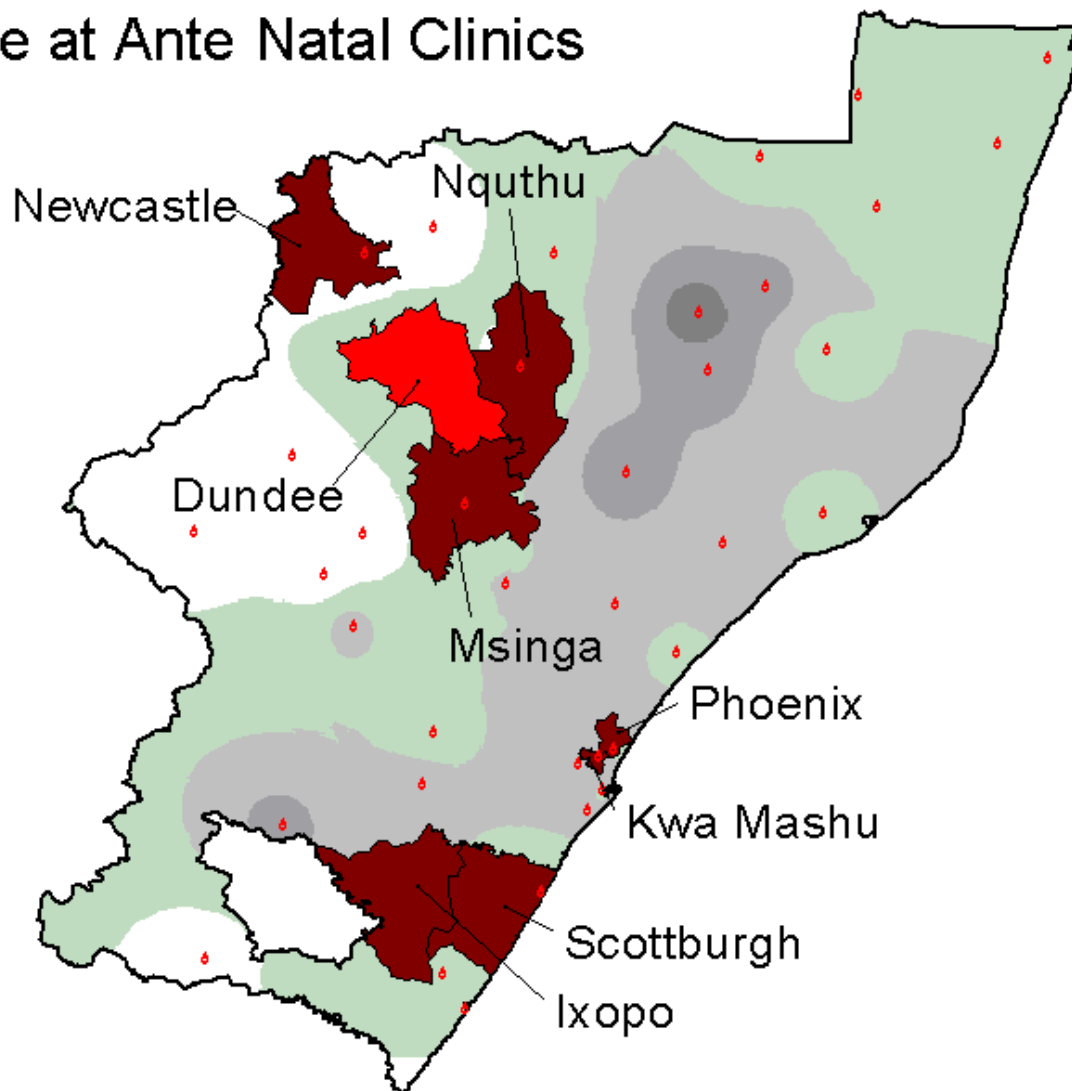 e at Ante Natal Clinics
Nquthu
Newcastle
Dundee
Msinga
Phoenix
Kwa Mashu
Scottburgh
Ixopo